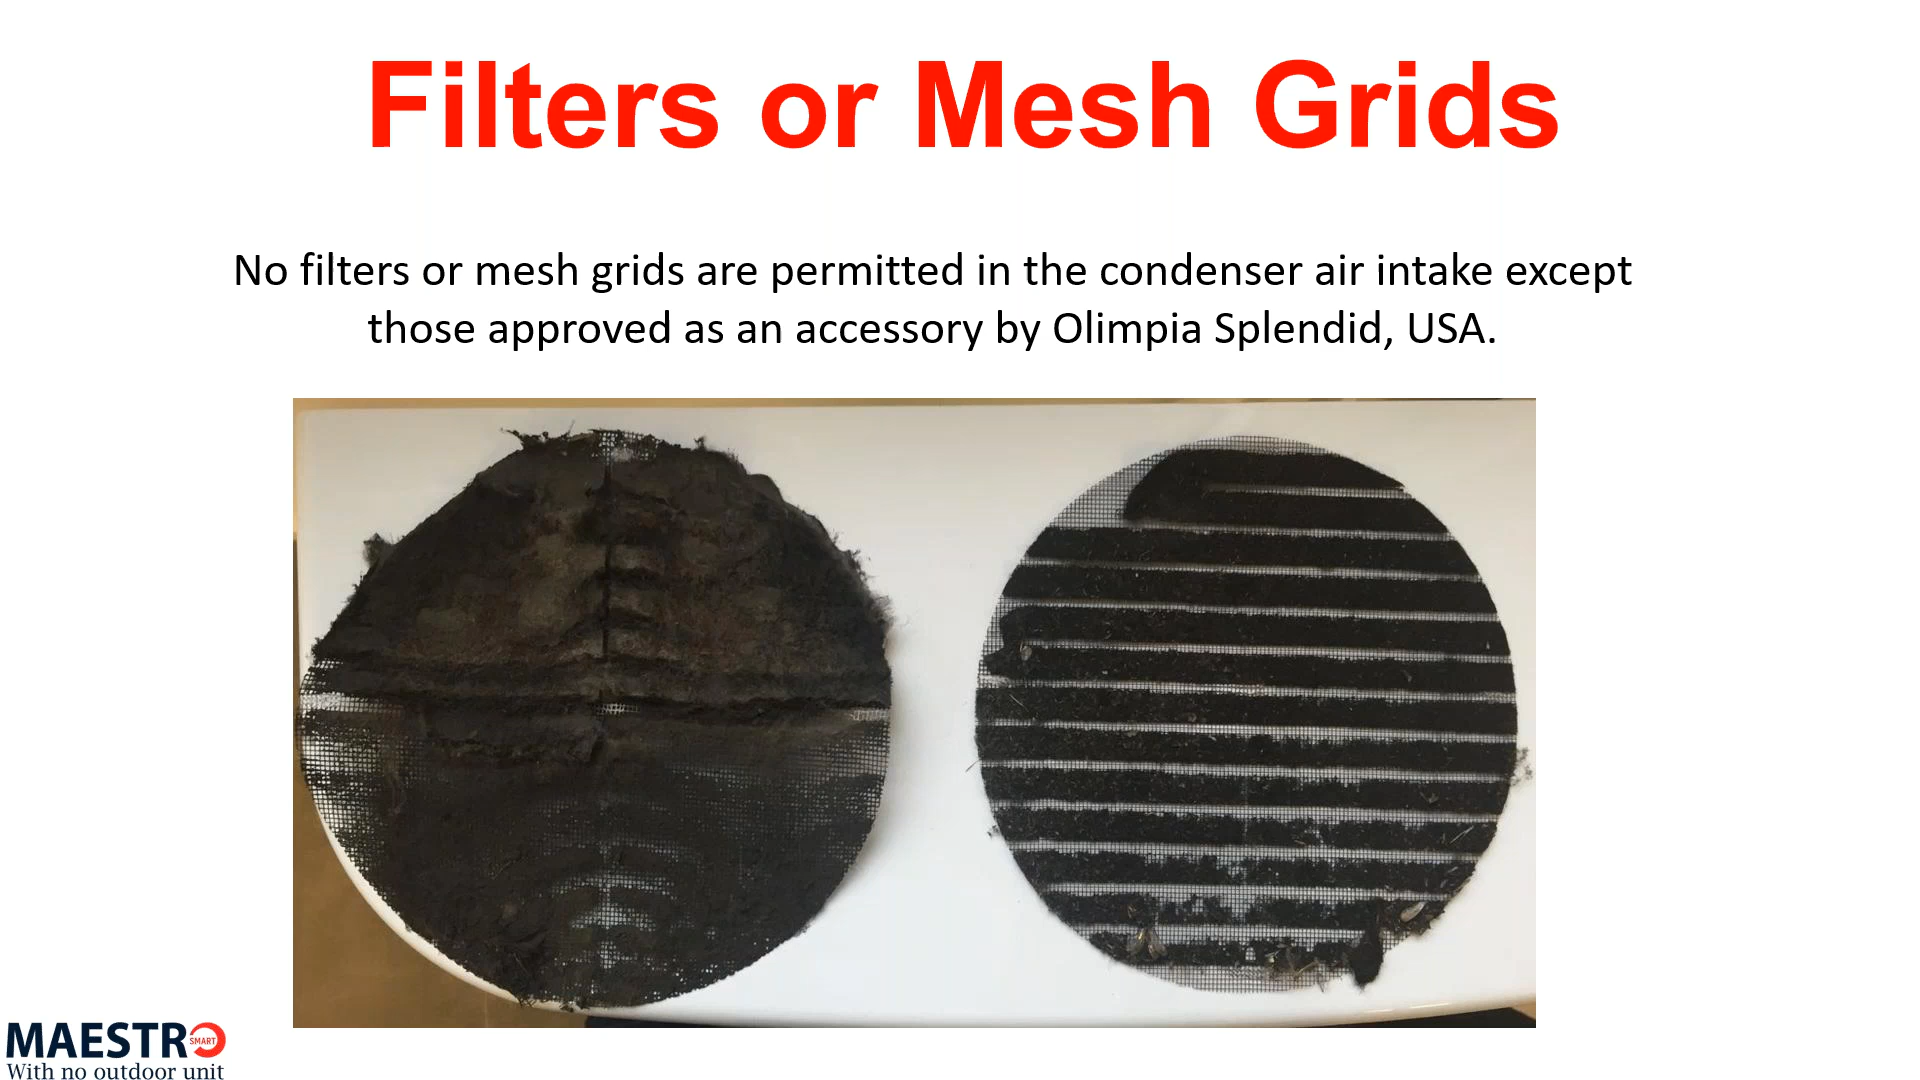 Filters or Mesh Grids
No filters or mesh grids are permitted in the condenser air intake except
those approved as an accessory by Olimpia Splendid, USA.
MAESTRO
SMART
With no outdoor unit